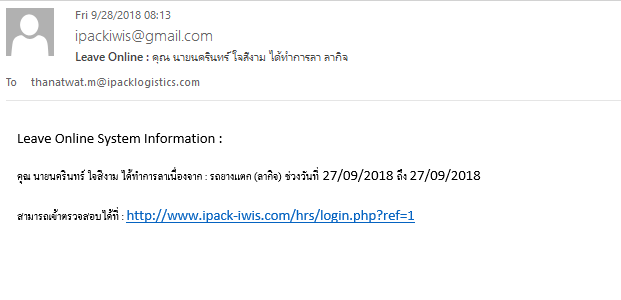 Fri 9/28/2018 08:13
ipackiwis@gmail.com
Leave Online : คุณ นายนครินทร์ ใจสิงาม ได้ทำการลา ลากิจ
To thanatwat.m@ipacklogistics.com
Leave Online System Information :
คุณ นายนครินทร์ ใจสิงาม ได้ทำการลาเนื่องจาก : รถยางแตก (ลากิจ) ช่วงวันที่ 27/09/2018 ถึง 27/09/2018
สามารถเข้าตรวจสอบได้ที่ : http://www.ipack-iwis.com/hrs/login.php?ref=1